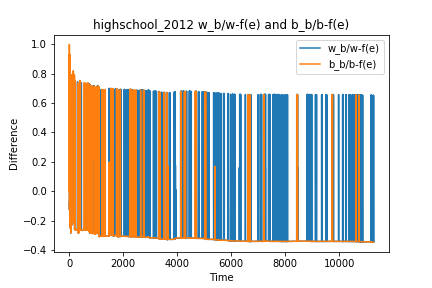 highschool_2012 w_b/w-f(e) and b_b/b-f(e)
w_b/w-f(e)
b_b/b-f(e)
1.0
0.8
0.6
0.4
0.2
0.0
−0.2
−0.4
Difference
0 2000 4000 6000 8000 10000
Time